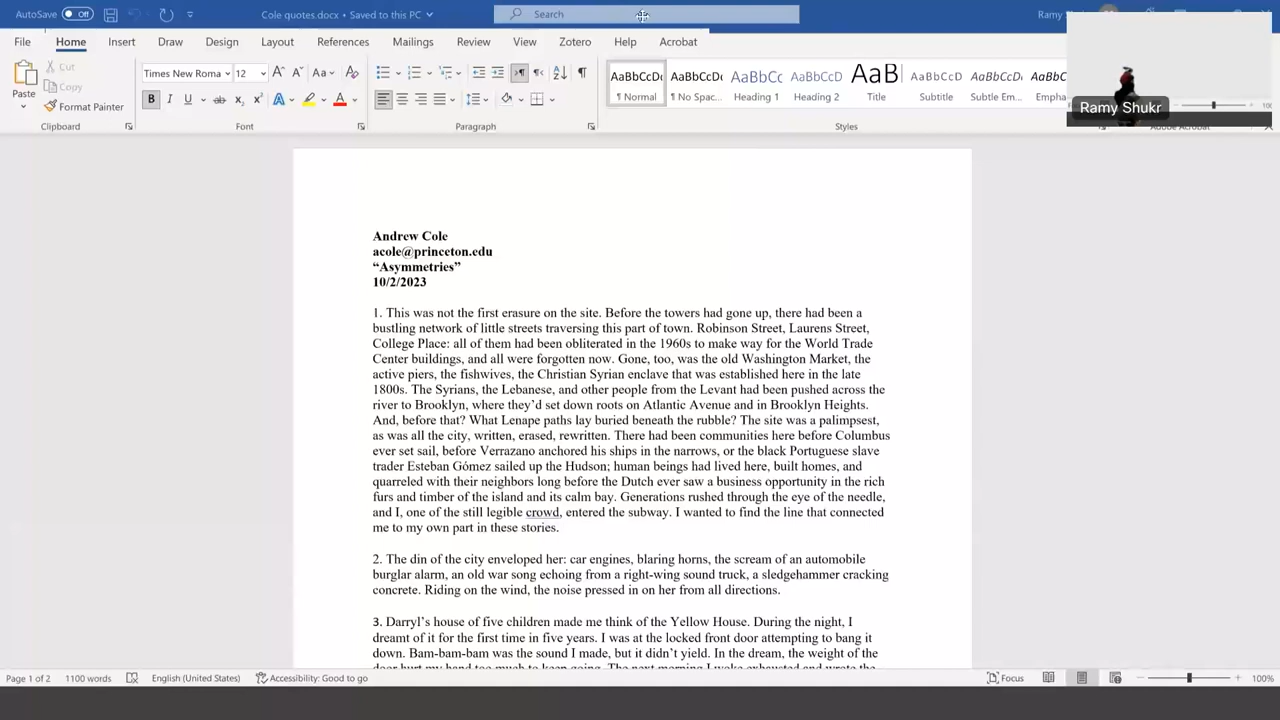 AutoSave Off Cole quotes.docx • Saved to this PC Search Ramy
File Home Insert Draw Design Layout References Mailings Review View Zotero Help Acrobat
Paste Cut Copy Format Painter
Times New Roma 12
¶ Normal ¶ No Spac... Heading 1 Heading 2 Title Subtitle Subtle Em...
Clipboard Font Paragraph Styles
Ramy Shukr
Andrew Cole
acole@princeton.edu
“Asymmetries”
10/2/2023
1. This was not the first erasure on the site. Before the towers had gone up, there had been a
bustling network of little streets traversing this part of town. Robinson Street, Laurens Street,
College Place: all of them had been obliterated in the 1960s to make way for the World Trade
Center buildings, and all were forgotten now. Gone, too, was the old Washington Market, the
active piers, the fishwives, the Christian Syrian enclave that was established here in the late
1800s. The Syrians, the Lebanese, and other people from the Levant had been pushed across the
river to Brooklyn, where they’d set down roots on Atlantic Avenue and in Brooklyn Heights.
And, before that? What Lenape paths lay buried beneath the rubble? The site was a palimpsest,
as was all the city, written, erased, rewritten. There had been communities here before Columbus
ever set sail, before Verrazano anchored his ships in the narrows, or the black Portuguese slave
trader Esteban Gómez sailed up the Hudson; human beings had lived here, built homes, and
quarreled with their neighbors long before the Dutch ever saw a business opportunity in the rich
furs and timber of the island and its calm bay. Generations rushed through the eye of the needle,
and I, one of the still legible crowd, entered the subway. I wanted to find the line that connected
me to my own part in these stories.
2. The din of the city enveloped her: car engines, blaring horns, the scream of an automobile
burglar alarm, an old war song echoing from a right-wing sound truck, a sledgehammer cracking
concrete. Riding on the wind, the noise pressed in on her from all directions.
3. Darryl’s house of five children made me think of the Yellow House. During the night, I
dreamt of it for the first time in five years. I was at the locked front door attempting to bang it
down. Bam-bam-bam was the sound I made, but it didn’t yield. In the dream, the weight of the
door hurt my hand too much to keep going. The next morning I woke exhausted and wrote the
Page 1 of 2 1100 words English (United States) Accessibility: Good to go Focus 100%